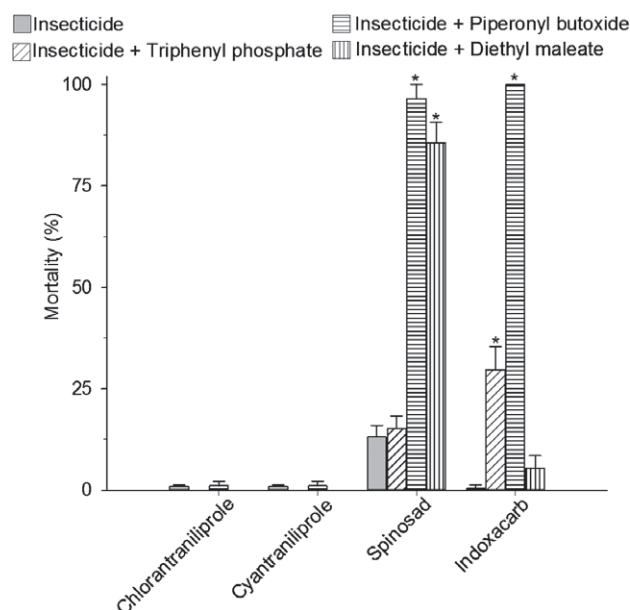 Insecticide
Insecticide + Piperonyl butoxide
Insecticide + Triphenyl phosphate
Insecticide + Diethyl maleate
100
75
50
25
0
Mortality (%)
*
*
*
*
Chlorantraniliprole
Cyantraniliprole
Spinosad
Indoxacarb